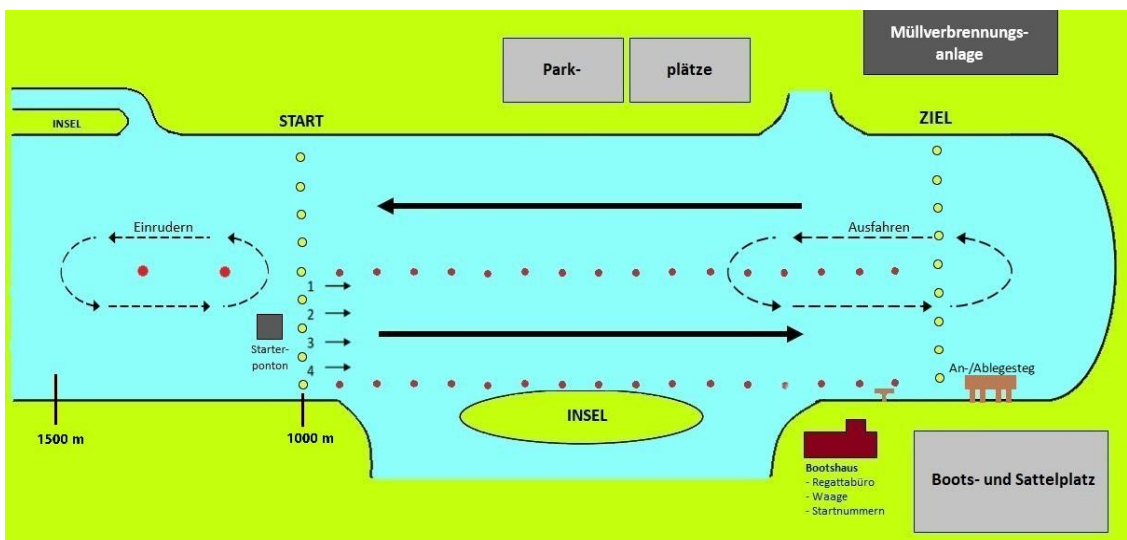 Müllverbrennungs-
anlage
Park-
plätze
INSEL
START
ZIEL
Einrudern
Ausfahren
1
2
3
4
Starter-
ponton
An-/Ablegesteg
INSEL
1500 m
1000 m
Bootshaus
- Regattabüro
- Waage
- Startnummern
Boots- und Sattelplatz